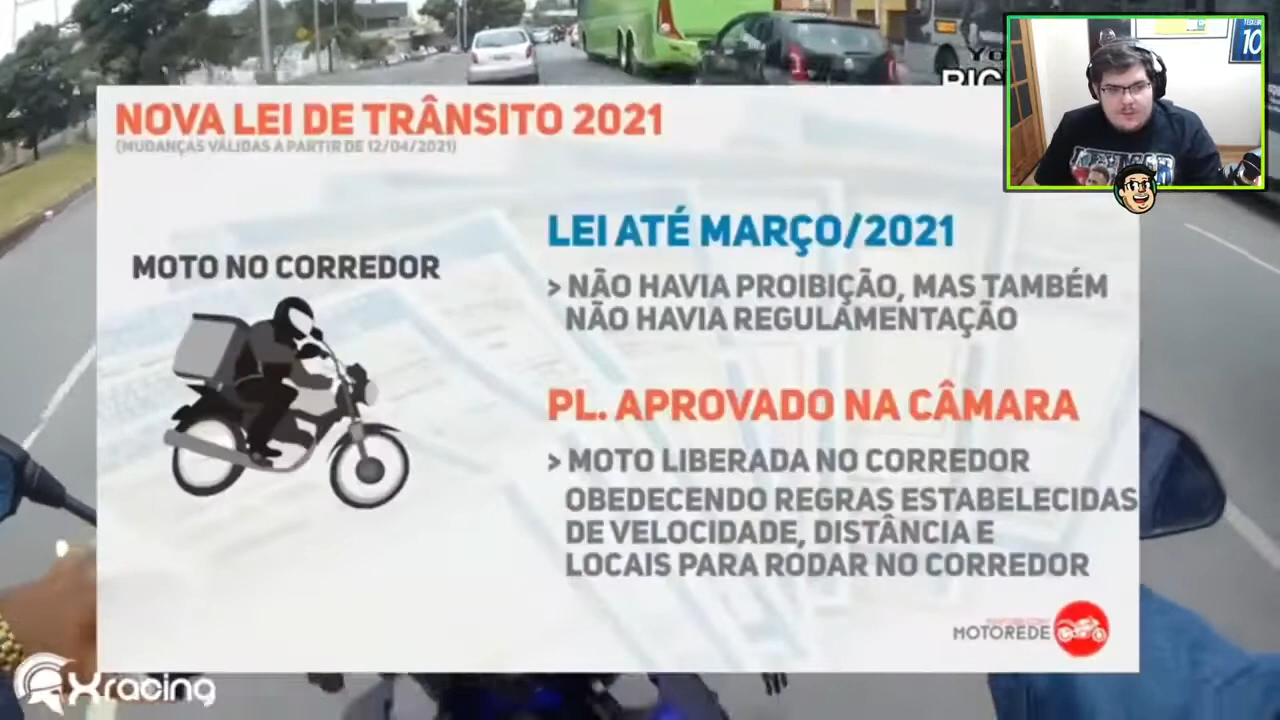 NOVA LEI DE TRÂNSITO 2021
(MUDANÇAS VÁLIDAS A PARTIR DE 12/04/2021)
MOTO NO CORREDOR
LEI ATÉ MARÇO/2021
> NÃO HAVIA PROIBIÇÃO, MAS TAMBÉM
NÃO HAVIA REGULAMENTAÇÃO
PL. APROVADO NA CÂMARA
> MOTO LIBERADA NO CORREDOR
OBEDECENDO REGRAS ESTABELECIDAS
DE VELOCIDADE, DISTÂNCIA E
LOCAIS PARA RODAR NO CORREDOR
MOTOREDE
Xracing
10